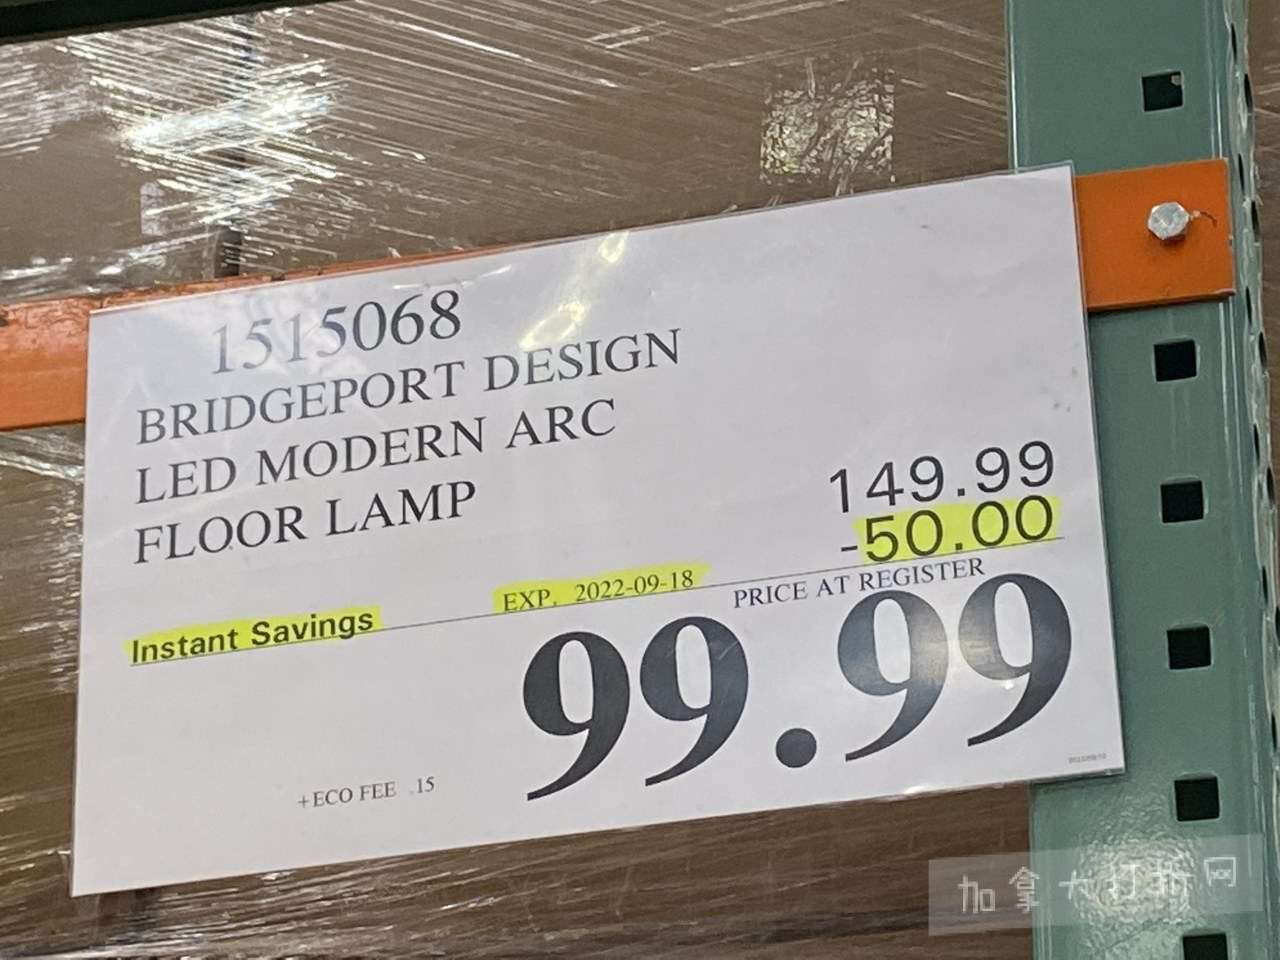 1515068
BRIDGEPORT DESIGN
LED MODERN ARC
FLOOR LAMP
149.99
-50.00
Instant Savings EXP. 2022-09-18 PRICE AT REGISTER
99.99
+ECO FEE .15
加拿大打折网